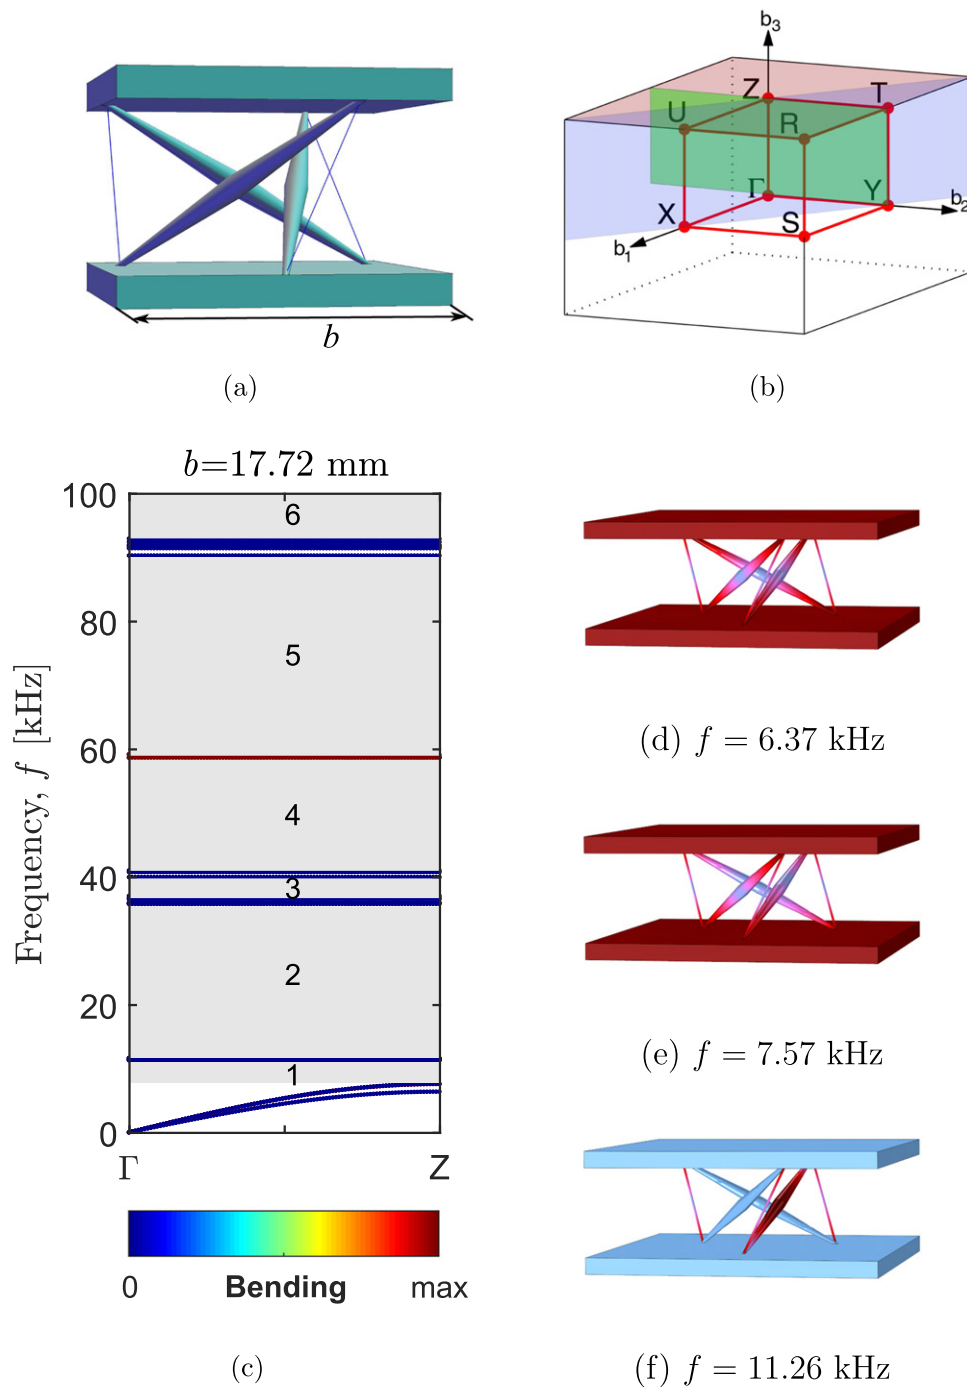 b
(a)
b3
Z
T
U
R
Γ
Y
X
S
b2
b1
(b)
b=17.72 mm
100
80
60
40
20
0
Frequency, f [kHz]
6
5
4
3
2
1
Γ
Z
0
Bending
max
(c)
(d) f = 6.37 kHz
(e) f = 7.57 kHz
(f) f = 11.26 kHz